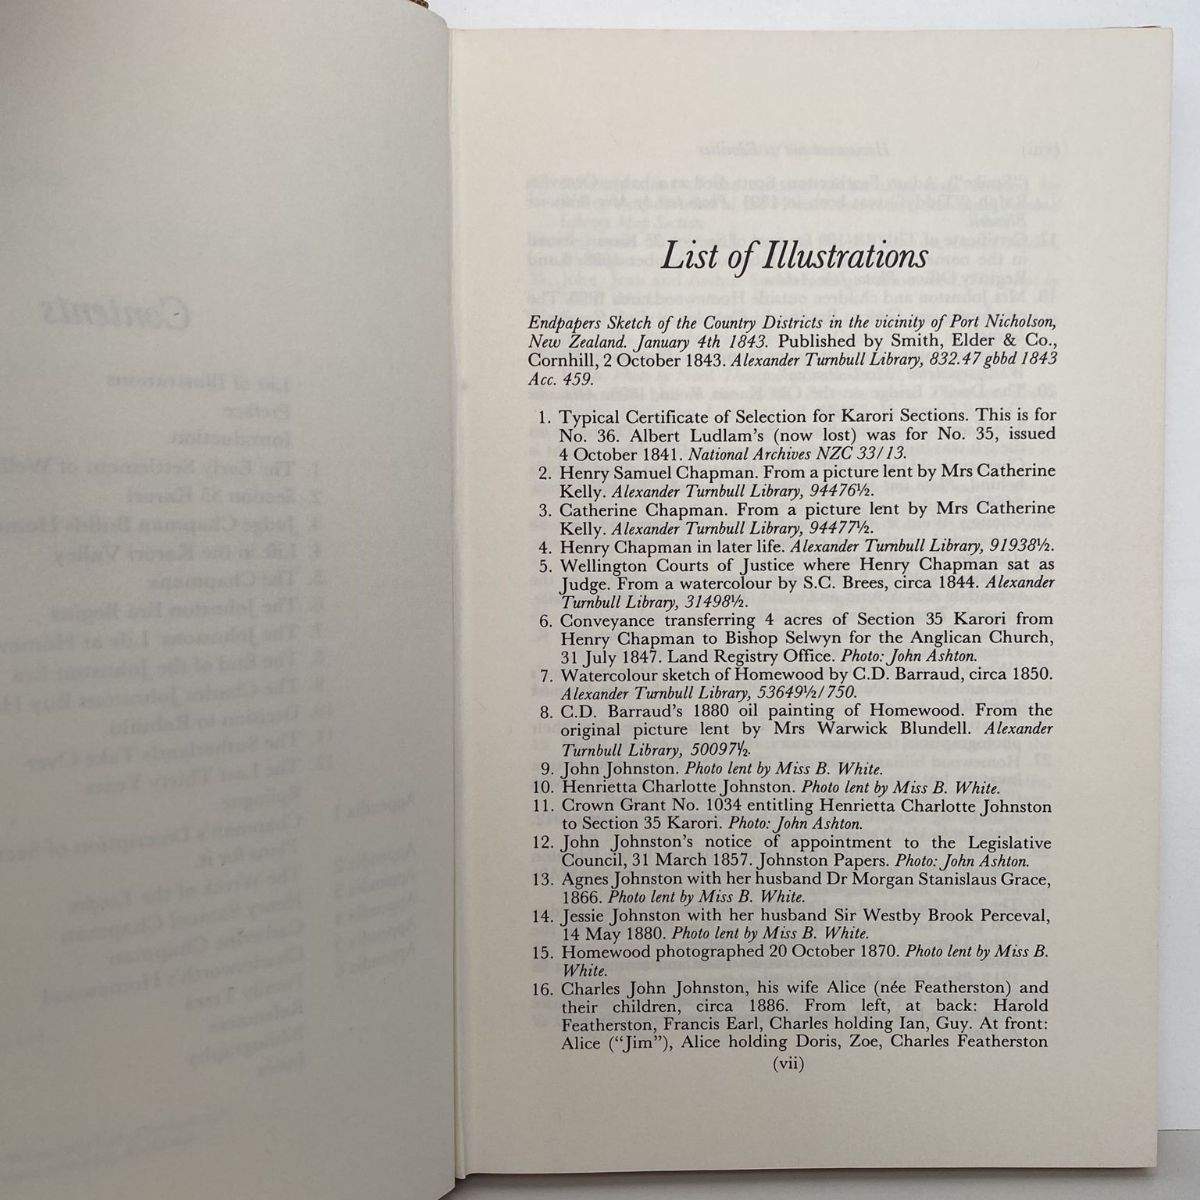 List of Illustrations
Endpapers Sketch of the Country Districts in the vicinity of Port Nicholson,
New Zealand. January 4th 1843. Published by Smith, Elder & Co.,
Cornhill, 2 October 1843. Alexander Turnbull Library, 832.47 gbbd 1843
Acc. 459.
1. Typical Certificate of Selection for Karori Sections. This is for
No. 36. Albert Ludlam's (now lost) was for No. 35, issued
4 October 1841. National Archives NZC 33/13.
2. Henry Samuel Chapman. From a picture lent by Mrs Catherine
Kelly. Alexander Turnbull Library, 94476½.
3. Catherine Chapman. From a picture lent by Mrs Catherine
Kelly. Alexander Turnbull Library, 94477½.
4. Henry Chapman in later life. Alexander Turnbull Library, 91938½.
5. Wellington Courts of Justice where Henry Chapman sat as
Judge. From a watercolour by S.C. Brees, circa 1844. Alexander
Turnbull Library, 31498½.
6. Conveyance transferring 4 acres of Section 35 Karori from
Henry Chapman to Bishop Selwyn for the Anglican Church,
31 July 1847. Land Registry Office. Photo: John Ashton.
7. Watercolour sketch of Homewood by C.D. Barraud, circa 1850.
Alexander Turnbull Library, 53649½/750.
8. C.D. Barraud's 1880 oil painting of Homewood. From the
original picture lent by Mrs Warwick Blundell. Alexander
Turnbull Library, 50097½.
9. John Johnston. Photo lent by Miss B. White.
10. Henrietta Charlotte Johnston. Photo lent by Miss B. White.
11. Crown Grant No. 1034 entitling Henrietta Charlotte Johnston
to Section 35 Karori. Photo: John Ashton.
12. John Johnston's notice of appointment to the Legislative
Council, 31 March 1857. Johnston Papers. Photo: John Ashton.
13. Agnes Johnston with her husband Dr Morgan Stanislaus Grace,
1866. Photo lent by Miss B. White.
14. Jessie Johnston with her husband Sir Westby Brook Perceval,
14 May 1880. Photo lent by Miss B. White.
15. Homewood photographed 20 October 1870. Photo lent by Miss B.
White.
16. Charles John Johnston, his wife Alice (née Featherston) and
their children, circa 1886. From left, at back: Harold
Featherston, Francis Earl, Charles holding Ian, Guy. At front:
Alice ("Jim"), Alice holding Doris, Zoe, Charles Featherston
(vii)